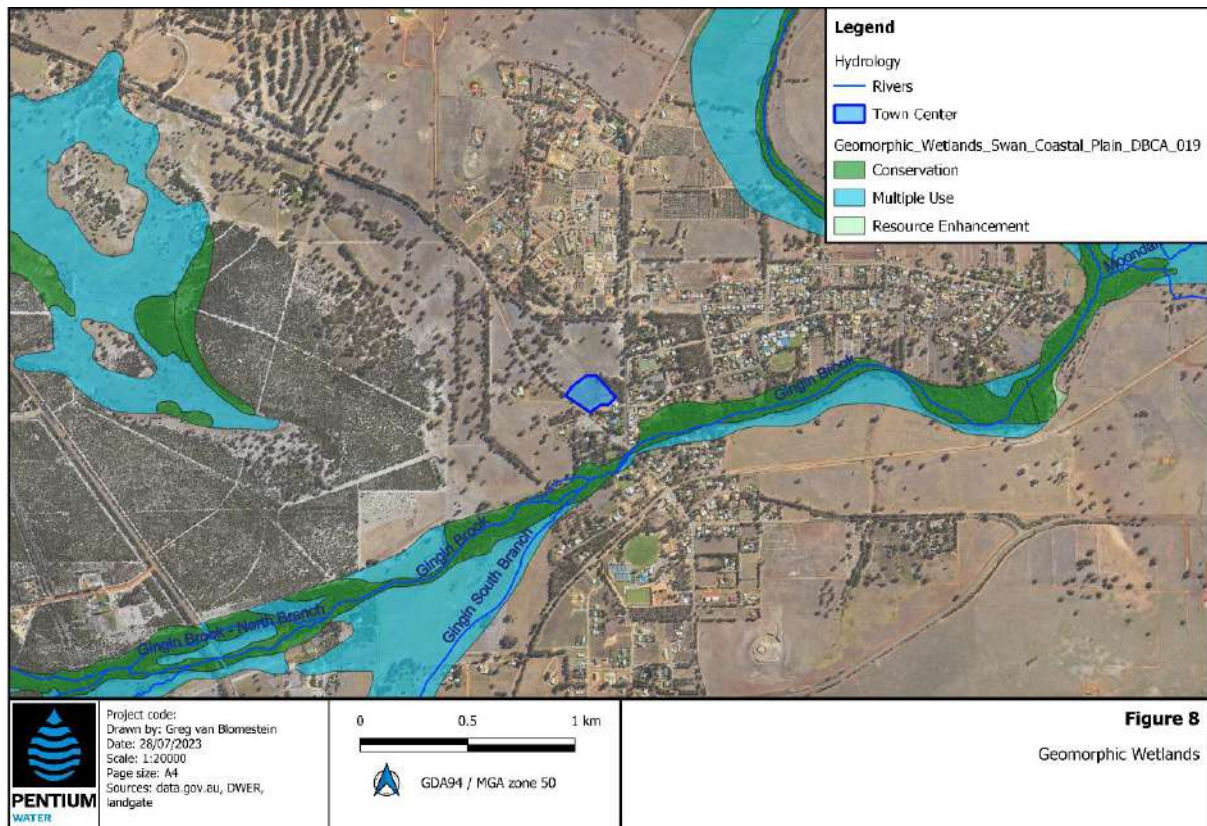 Legend
Hydrology
Rivers
Town Center
Geomorphic_Wetlands_Swan_Coastal_Plain_DBCA_019
Conservation
Multiple Use
Resource Enhancement
Gingin Brook
Gingin Brook
Gingin South Branch
Gingin Brook - North Branch
PENTIUM
WATER
Project code:
Drawn by: Greg van Blomestein
Date: 28/07/2023
Scale: 1:20000
Page size: A4
Sources: data.gov.au, DWER,
landgate
0 0.5 1 km
GDA94 / MGA zone 50
Figure 8
Geomorphic Wetlands